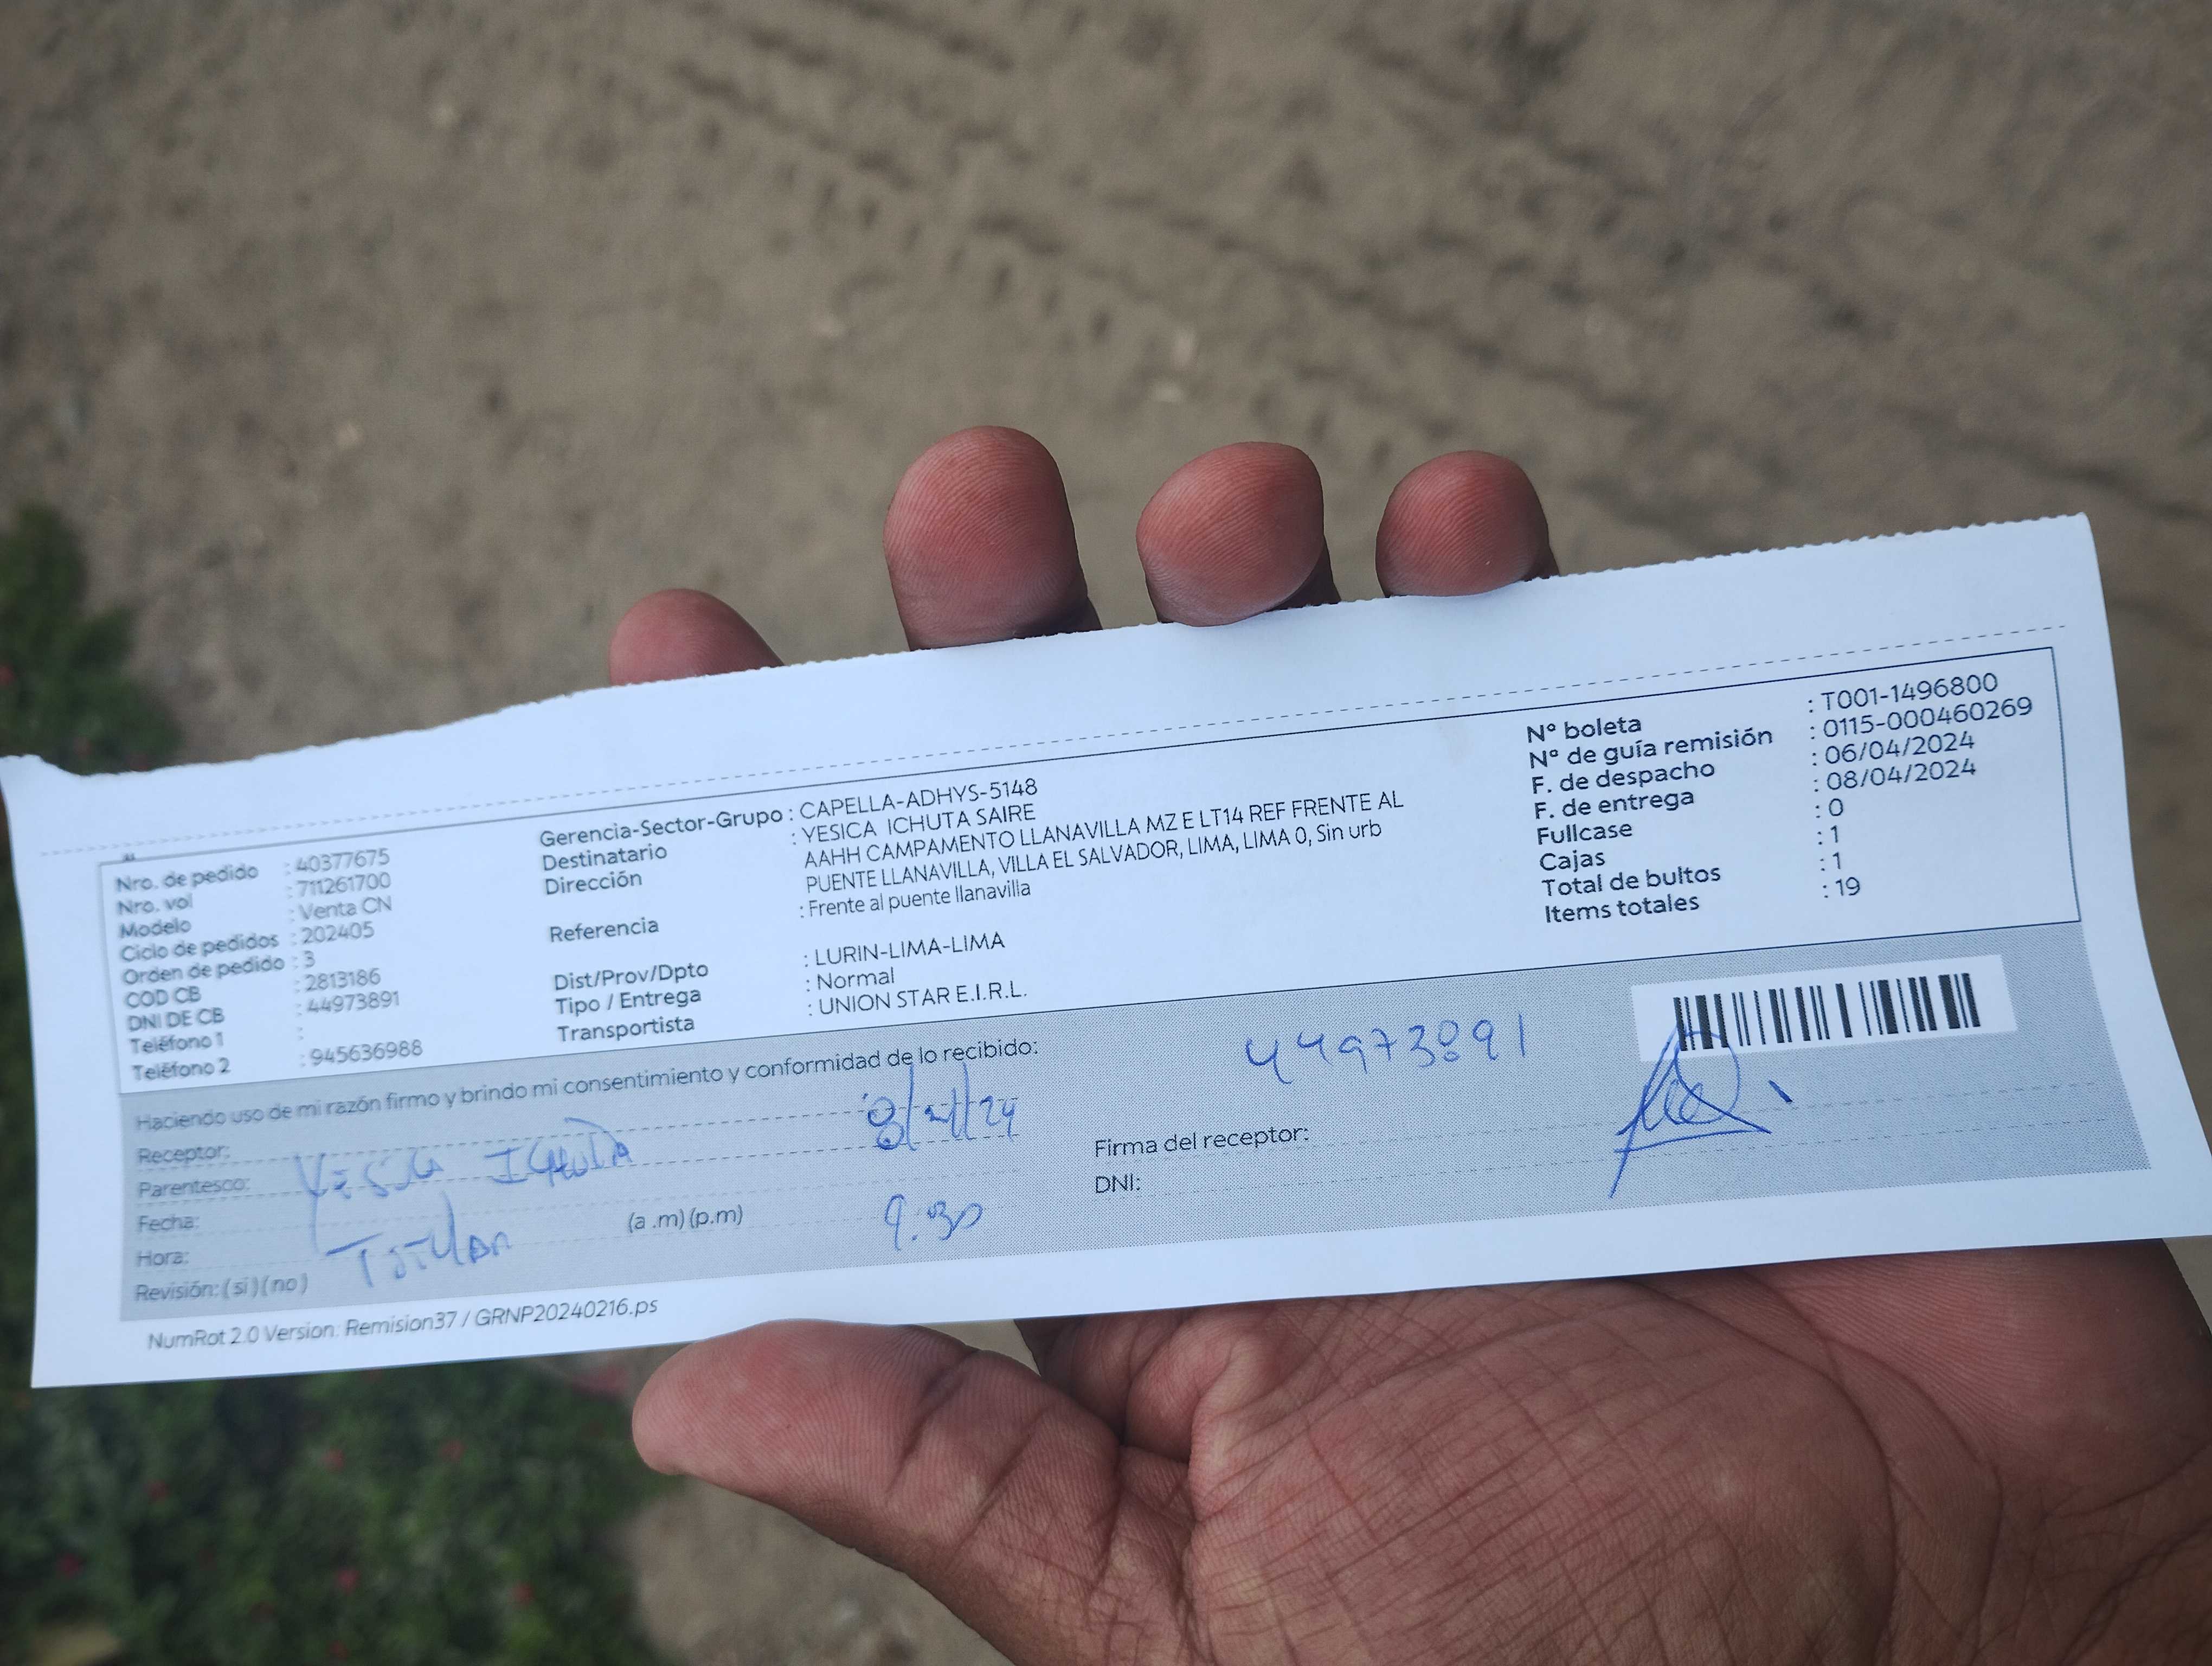 Nro. de pedido : 40377675
Nro. vol : 711261700
Modelo : Venta CN
Ciclo de pedidos : 202405
Orden de pedido : 3
COD CB : 2813186
DNI DE CB : 44973891
Teléfono 1 :
Teléfono 2 : 945636988
Gerencia-Sector-Grupo : CAPELLA-ADHYS-5148
Destinatario : YESICA ICHUTA SAIRE
Dirección AAHH CAMPAMENTO LLANAVILLA MZ E LT14 REF FRENTE AL
PUENTE LLANAVILLA, VILLA EL SALVADOR, LIMA, LIMA 0, Sin urb
Referencia : Frente al puente llanavilla
Dist/Prov/Dpto : LURIN-LIMA-LIMA
Tipo / Entrega : Normal
Transportista : UNION STAR E.I.R.L.
N° boleta : T001-1496800
N° de guía remisión : 0115-000460269
F. de despacho : 06/04/2024
F. de entrega : 08/04/2024
Fullcase : 0
Cajas : 1
Total de bultos : 1
Items totales : 19
Haciendo uso de mi razón firmo y brindo mi consentimiento y conformidad de lo recibido:
Receptor:
Parentesco:
Fecha:
Hora: (a .m) (p.m)
Revisión: ( si ) ( no )
8/4/24
9:30
44973891
Firma del receptor:
DNI:
NumRot 2.0 Version: Remision37 / GRNP20240216.ps